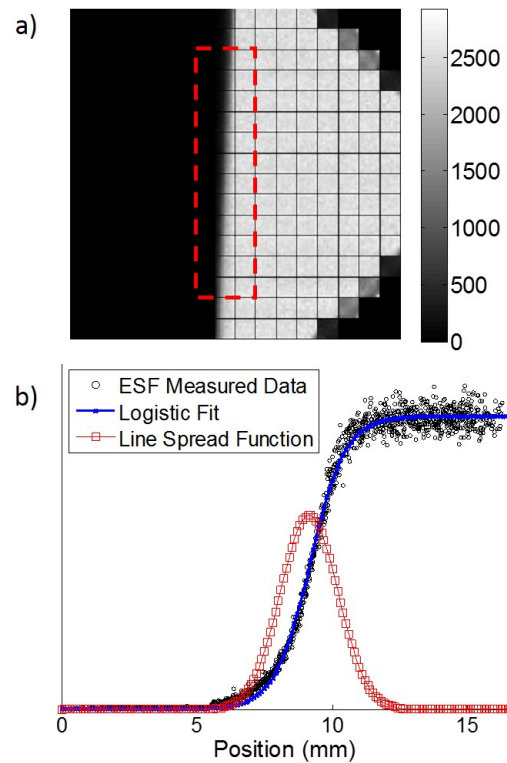 a)
2500
2000
1500
1000
500
0
b)
ESF Measured Data
Logistic Fit
Line Spread Function
0
5
10
15
Position (mm)